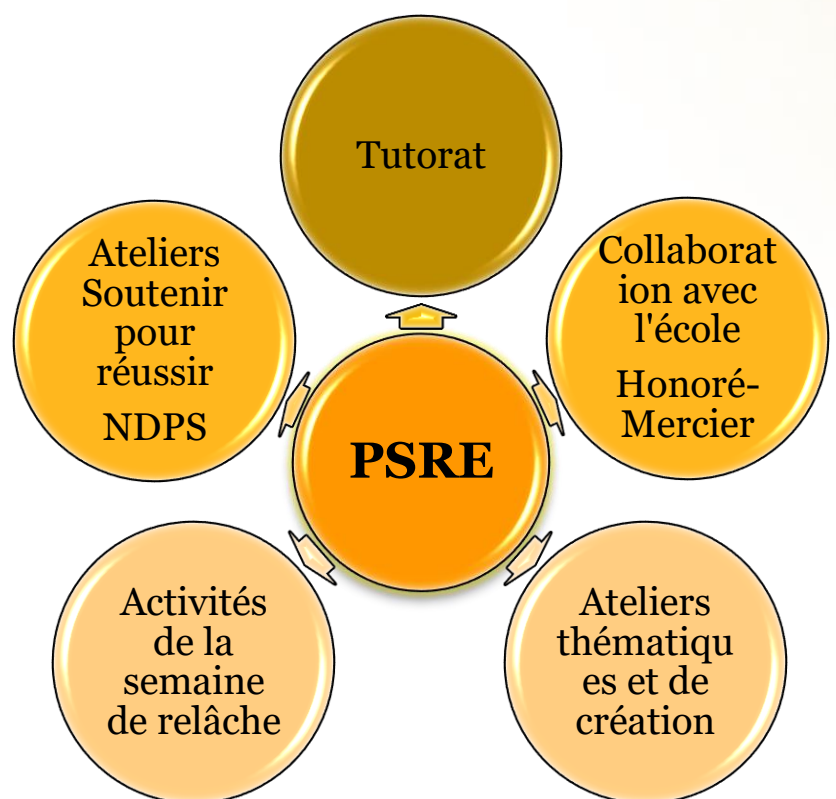 Tutorat
Ateliers
Soutenir
pour
réussir
NDPS
Collaborat
ion avec
l'école
Honoré-
Mercier
PSRE
Activités
de la
semaine
de relâche
Ateliers
thématiqu
es et de
création